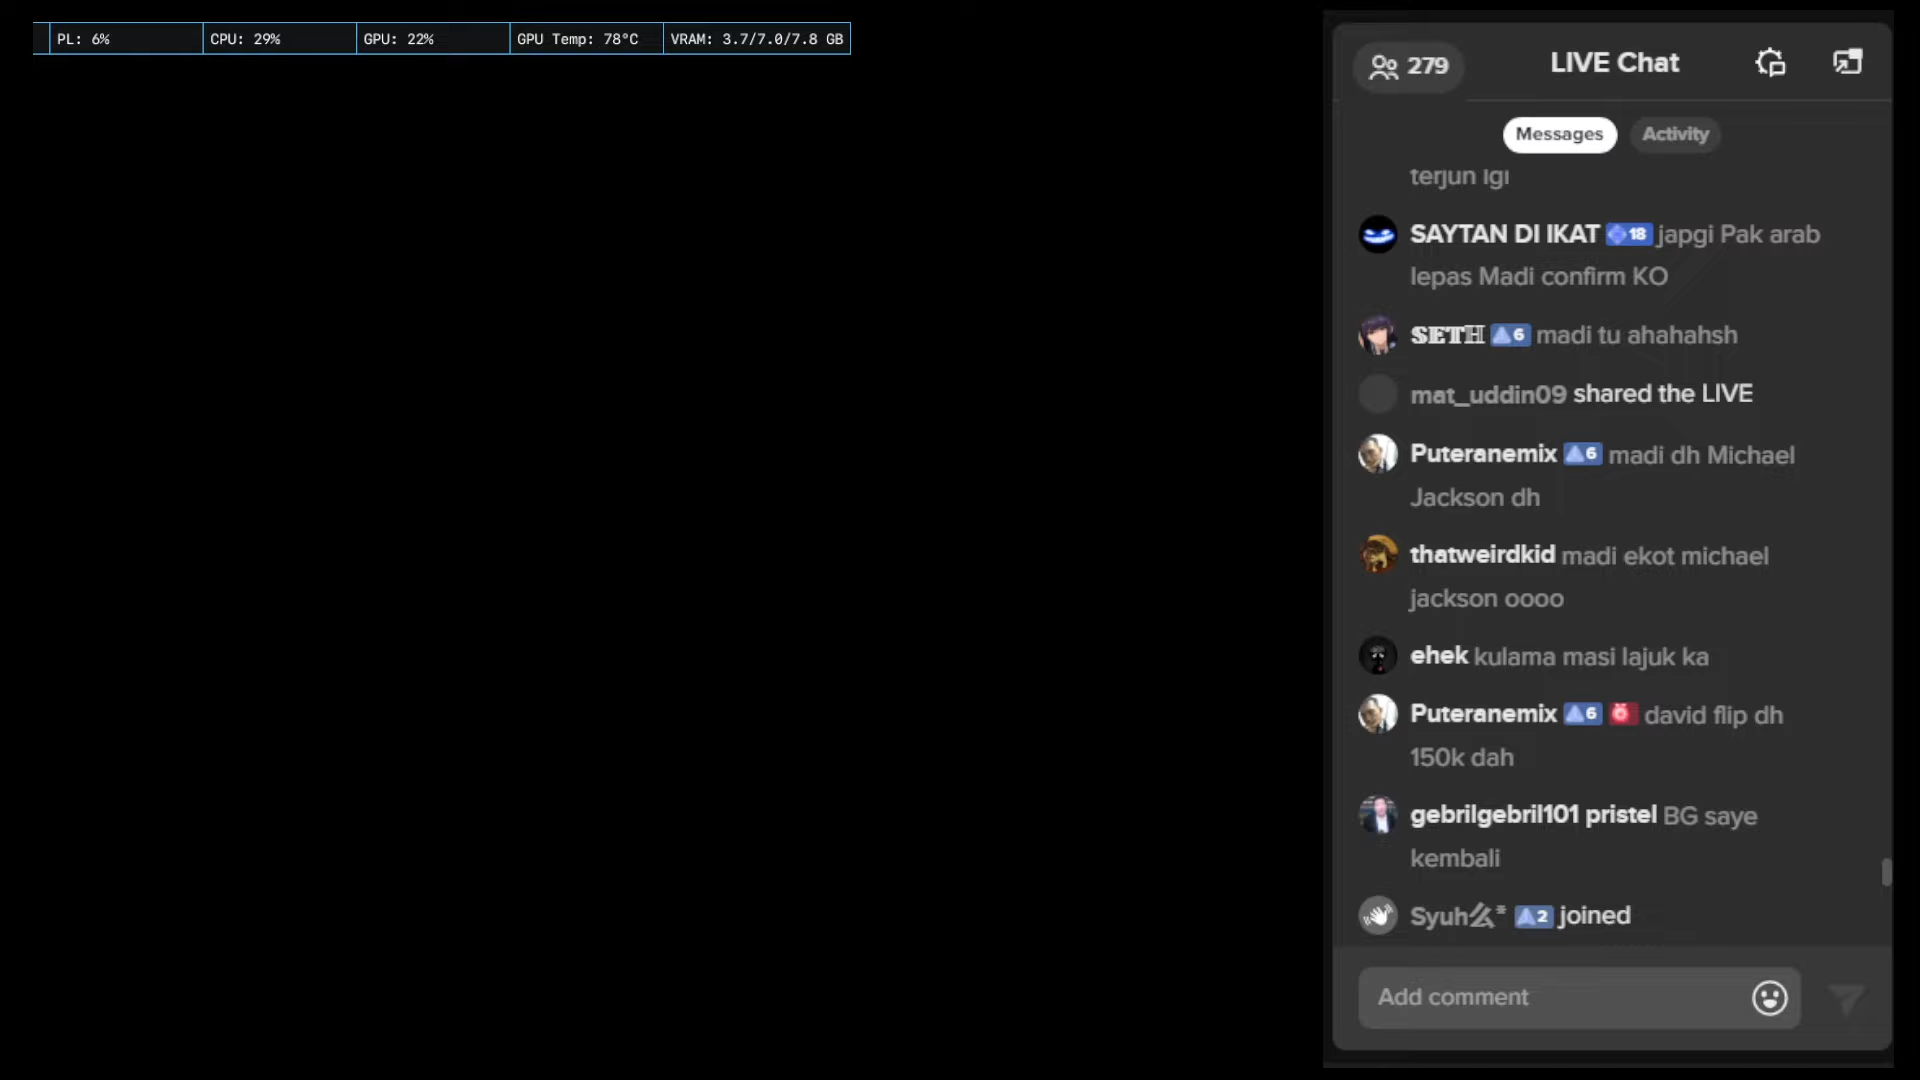 PL: 6% CPU: 29% GPU: 22% GPU Temp: 78°C VRAM: 3.7/7.0/7.8 GB
279 LIVE Chat
Messages Activity
terjun lgi
SAYTAN DI IKAT 18 japgi Pak arab
lepas Madi confirm KO
𝕊𝔼𝕋ℍ 6 madi tu ahahahsh
mat_uddin09 shared the LIVE
Puteranemix 6 madi dh Michael
Jackson dh
thatweirdkid madi ekot michael
jackson oooo
ehek kulama masi lajuk ka
Puteranemix 6 david flip dh
150k dah
gebrilgebril101 pristel BG saye
kembali
Syuh 2 joined
Add comment